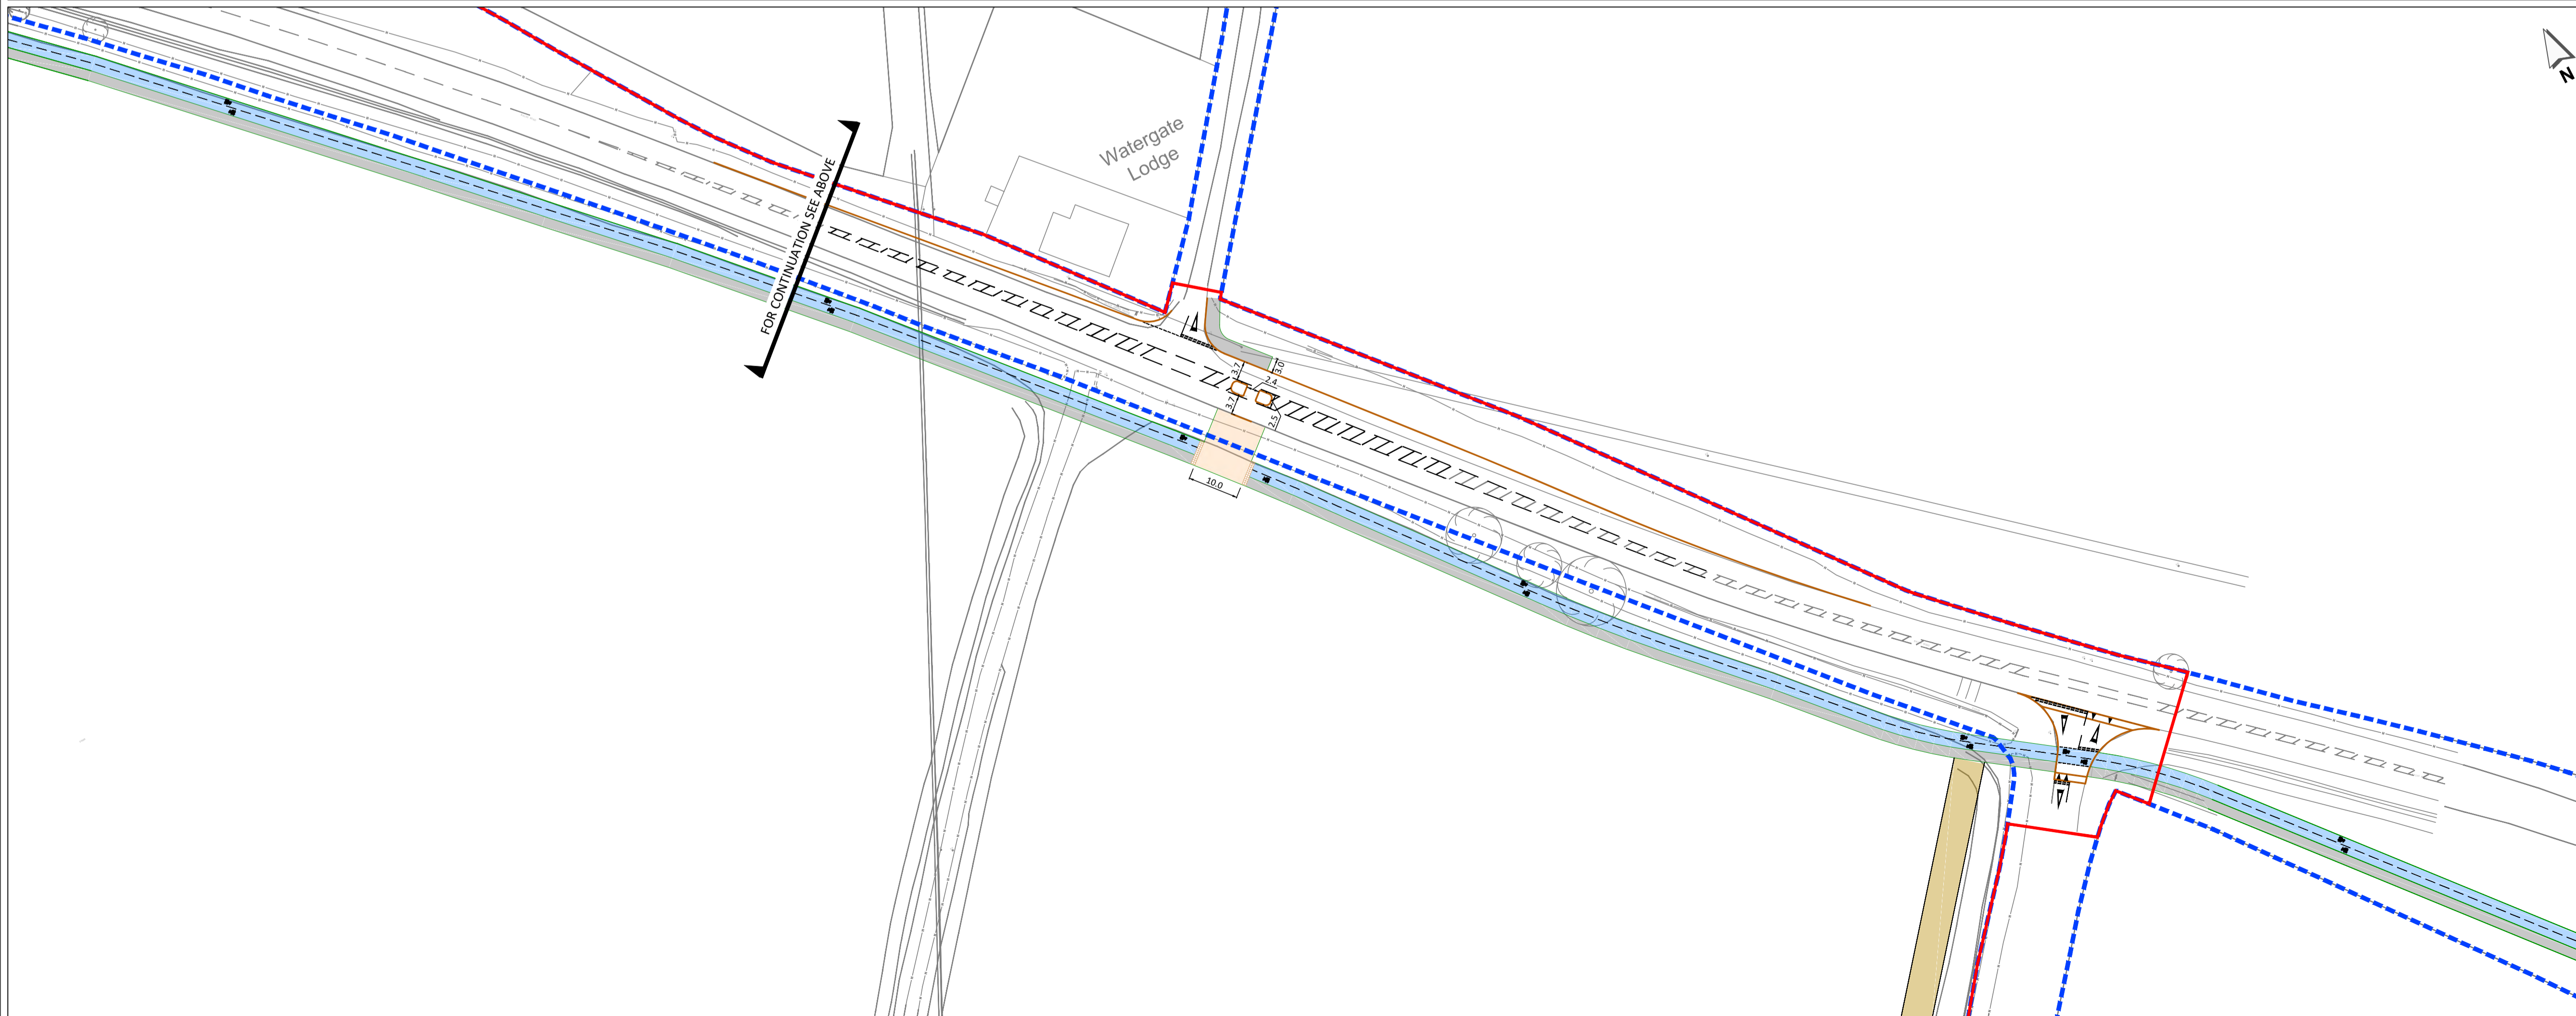 N
Watergate
Lodge
FOR CONTINUATION SEE ABOVE
3.7
3.0
2.4
3.7
2.5
10.0